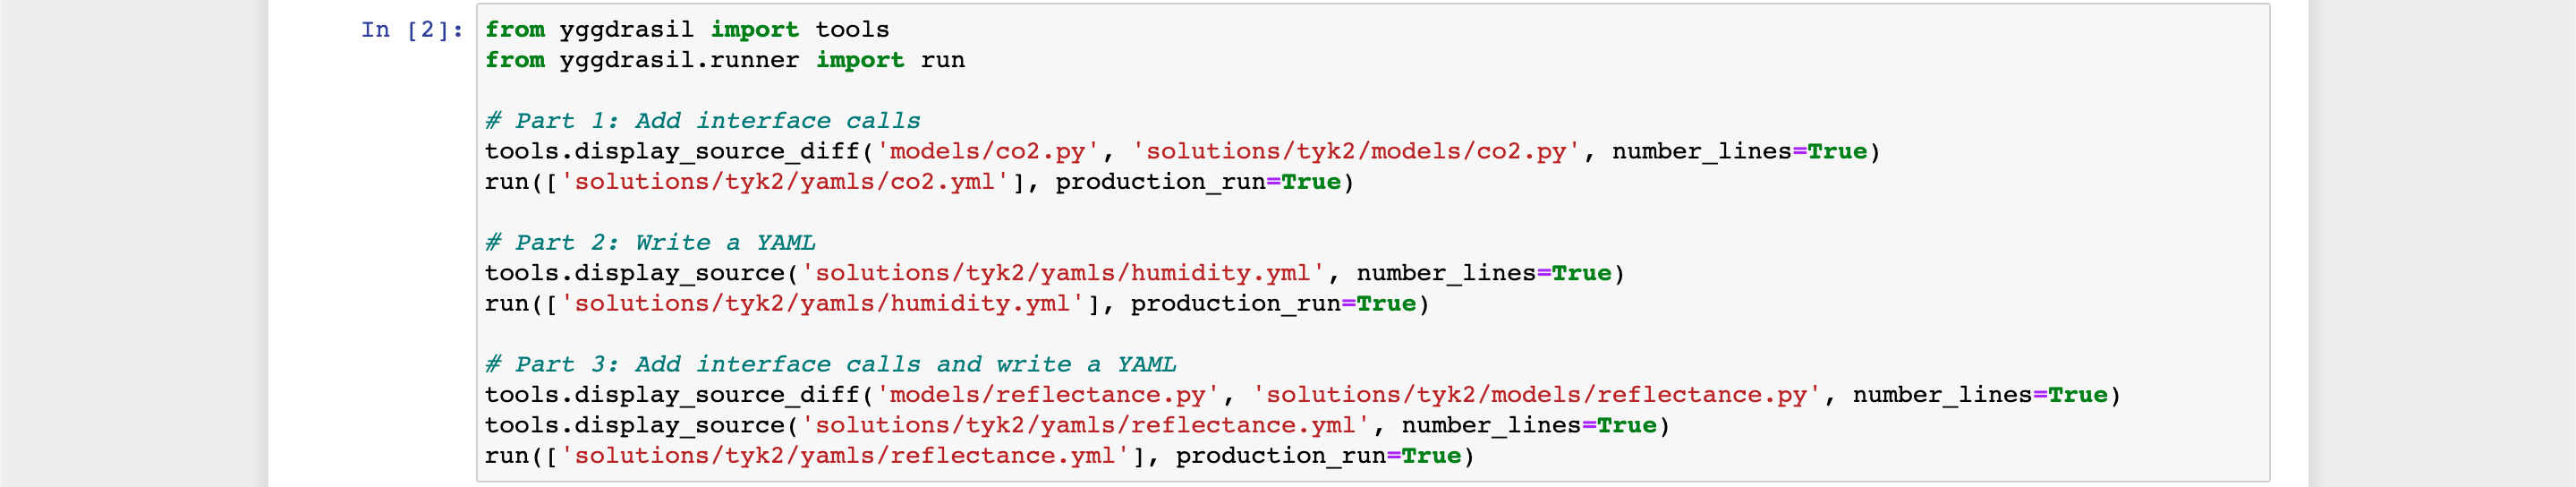 In [2]: from yggdrasil import tools
from yggdrasil.runner import run
# Part 1: Add interface calls
tools.display_source_diff('models/co2.py', 'solutions/tyk2/models/co2.py', number_lines=True)
run(['solutions/tyk2/yamls/co2.yml'], production_run=True)
# Part 2: Write a YAML
tools.display_source('solutions/tyk2/yamls/humidity.yml', number_lines=True)
run(['solutions/tyk2/yamls/humidity.yml'], production_run=True)
# Part 3: Add interface calls and write a YAML
tools.display_source_diff('models/reflectance.py', 'solutions/tyk2/models/reflectance.py', number_lines=True)
tools.display_source('solutions/tyk2/yamls/reflectance.yml', number_lines=True)
run(['solutions/tyk2/yamls/reflectance.yml'], production_run=True)